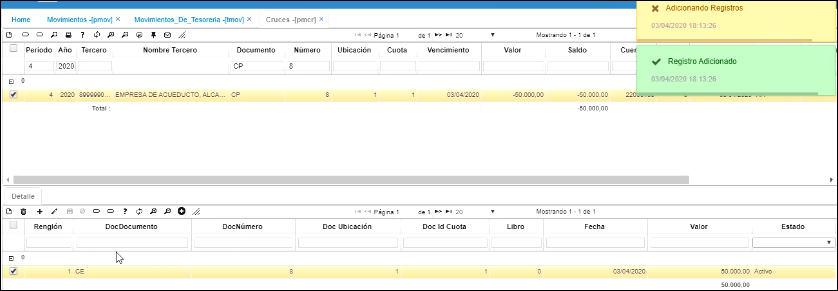 Home Movimientos -[pmov] × Movimientos_De_Tesoreria -[tmov] × Cruces -[pmcr] ×
Adicionando Registros
03/04/2020 18:13:26
Página 1 de 1 20 Mostrando 1 - 1 de 1
Periodo Año Tercero Nombre Tercero Documento Número Ubicación Cuota Vencimiento Valor Saldo
4 2020 CP 8
Registro Adicionado
03/04/2020 18:13:26
0
4 2020 8999990... EMPRESA DE ACUEDUCTO, ALCA... CP 8 1 1 03/04/2020 -50.000,00 -50.000,00
Total : -50.000,00
Detalle
Página 1 de 1 20 Mostrando 1 - 1 de 1
Renglón DocDocumento DocNúmero Doc Ubicación Doc Id Cuota Libro Fecha Valor Estado
0
1 CE 8 1 1 0 03/04/2020 50.000,00 Activo
50.000,00